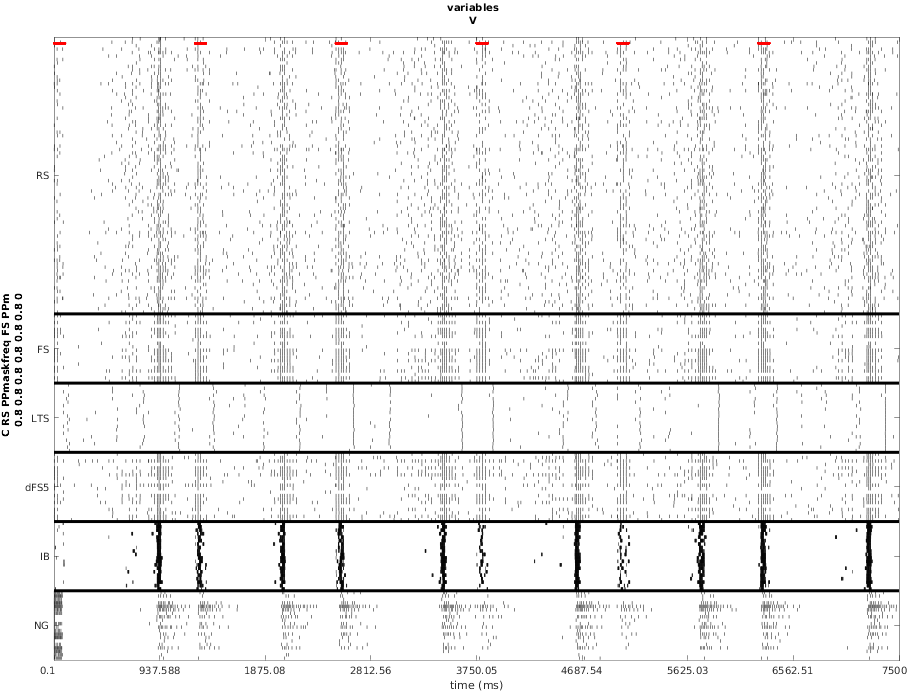 variables
V
C RS PPmaskfreq FS PPm
0.8 0.8 0.8 0.8 0.8 0.8 0
RS
FS
LTS
dFS5
IB
NG
0.1 937.588 1875.08 2812.56 3750.05 4687.54 5625.03 6562.51 7500
time (ms)